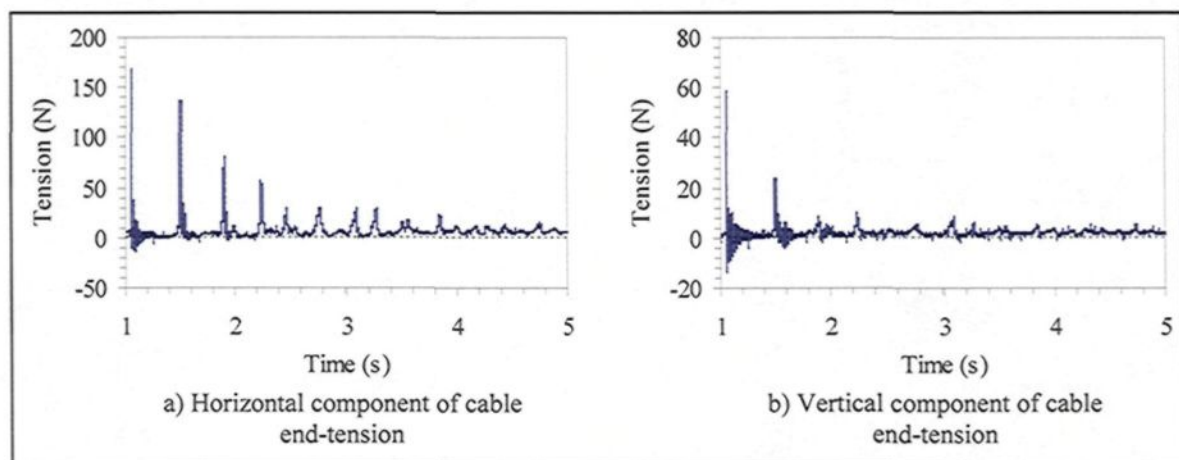 200
150
100
50
0
-50
Tension (N)
1 2 3 4 5
Time (s)
a) Horizontal component of cable
end-tension
80
60
40
20
0
-20
Tension (N)
1 2 3 4 5
Time (s)
b) Vertical component of cable
end-tension